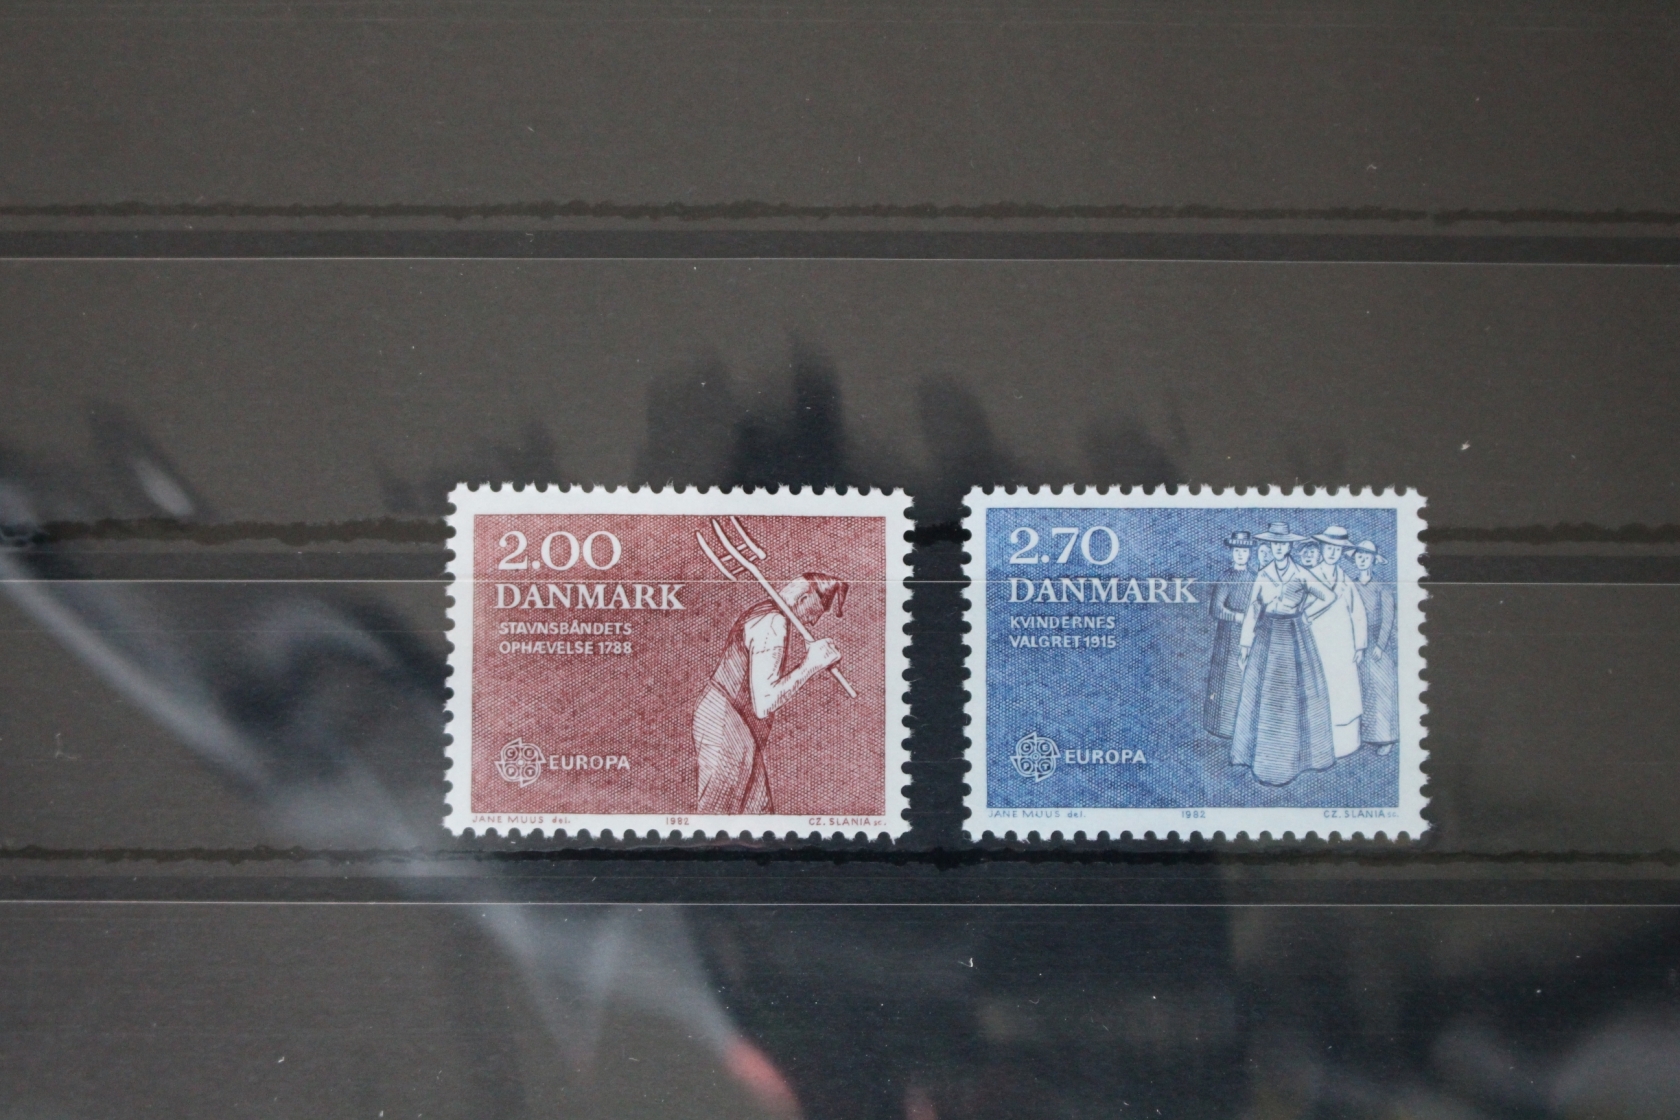 2.00
DANMARK
STAVNSBÅNDETS
OPHÆVELSE 1788
EUROPA
JANE MUUS del. 1982 CZ. SLANIA sc.
2.70
DANMARK
KVINDERNES
VALGRET 1915
EUROPA
JANE MUUS del. 1982 CZ. SLANIA sc.